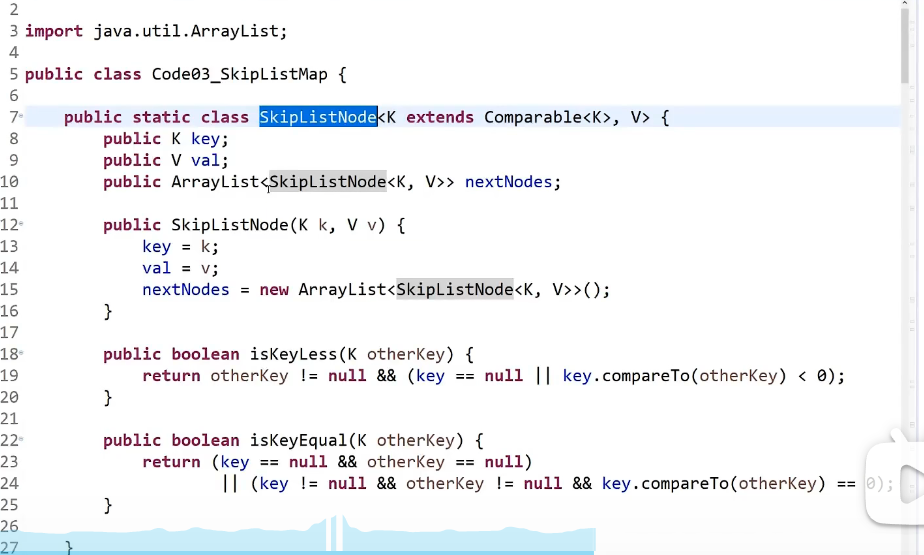 2
3 import java.util.ArrayList;
4
5 public class Code03_SkipListMap {
6
7 public static class SkipListNode<K extends Comparable<K>, V> {
8 public K key;
9 public V val;
10 public ArrayList<SkipListNode<K, V>> nextNodes;
11
12 public SkipListNode(K k, V v) {
13 key = k;
14 val = v;
15 nextNodes = new ArrayList<SkipListNode<K, V>>();
16 }
17
18 public boolean isKeyLess(K otherKey) {
19 return otherKey != null && (key == null || key.compareTo(otherKey) < 0);
20 }
21
22 public boolean isKeyEqual(K otherKey) {
23 return (key == null && otherKey == null)
24 || (key != null && otherKey != null && key.compareTo(otherKey) == 0);
25 }
26
27 }